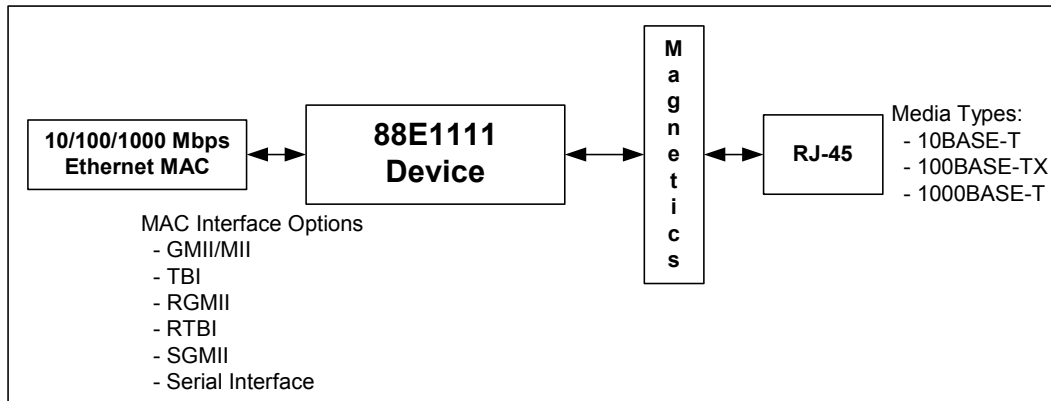 10/100/1000 Mbps
Ethernet MAC
88E1111
Device
Magnetics
RJ-45
Media Types:
- 10BASE-T
- 100BASE-TX
- 1000BASE-T
MAC Interface Options
- GMII/MII
- TBI
- RGMII
- RTBI
- SGMII
- Serial Interface